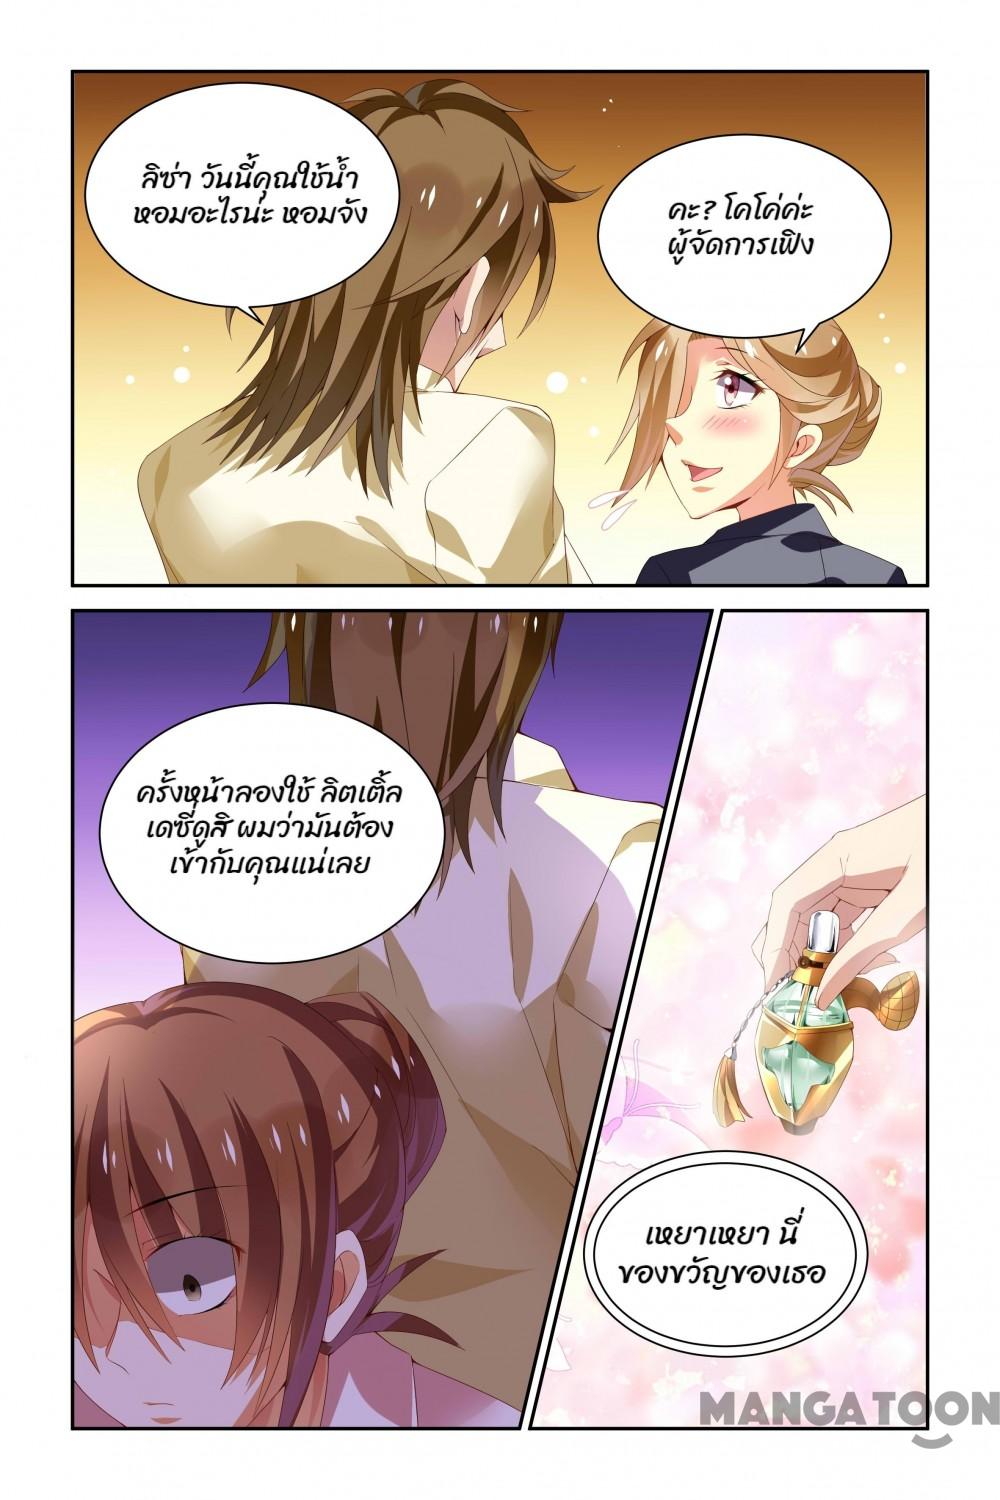 ลิซ่า วันนี้คุณใช้น้ำ
หอมอะไรน่ะ หอมจัง
คะ? โคโค่ค่ะ
ผู้จัดการเฟิง
ครั้งหน้าลองใช้ ลิตเติ้ล
เดซี่ดูสิ ผมว่ามันต้อง
เข้ากับคุณแน่เลย
เหยาเหยา นี่
ของขวัญของเธอ
MANGATOON